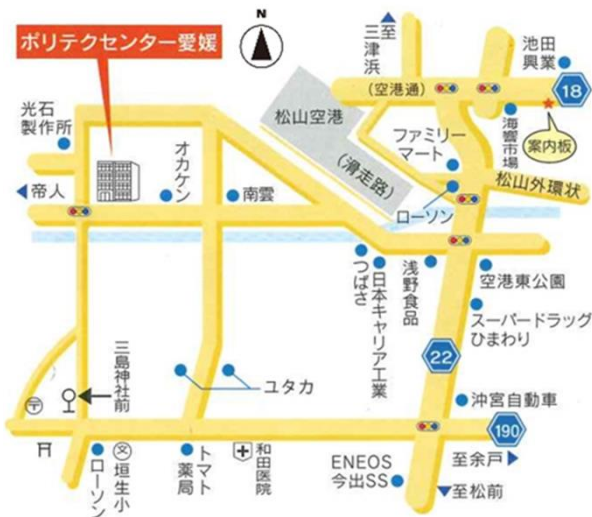 N
ポリテクセンター愛媛
至
三津浜
池田
興業
(空港通)
18
光石
製作所
オカケン
松山空港
(滑走路)
ファミリー
マート
海響市場
案内板
帝人
南雲
ローソン
松山外環状
つばさ
日本キャリア工業
浅野食品
空港東公園
スーパードラッグ
ひまわり
22
三島神社前
ユタカ
〒
沖宮自動車
190
ローソン
文
垣生小
トマト
薬局
和田
医院
ENEOS
今出SS
至余戸
至松前